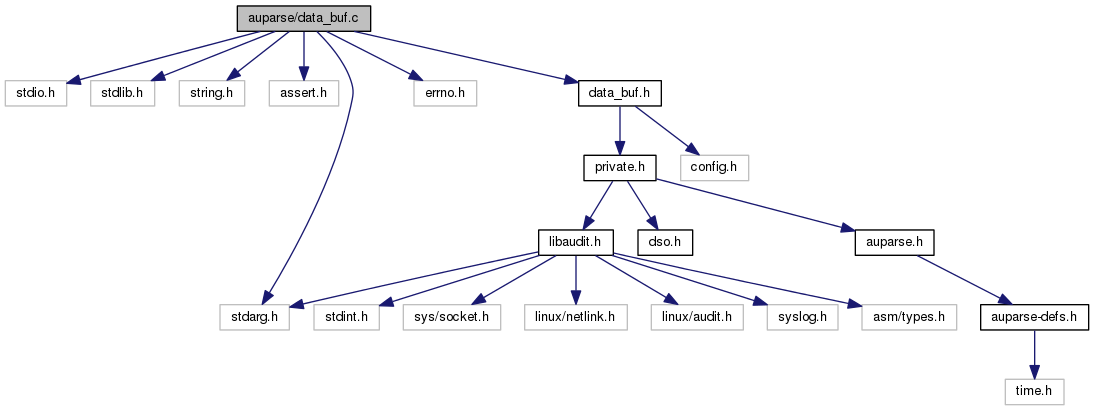 auparse/data_buf.c
stdio.h
stdlib.h
string.h
assert.h
errno.h
data_buf.h
private.h
config.h
libaudit.h
dso.h
auparse.h
stdarg.h
stdint.h
sys/socket.h
linux/netlink.h
linux/audit.h
syslog.h
asm/types.h
auparse-defs.h
time.h